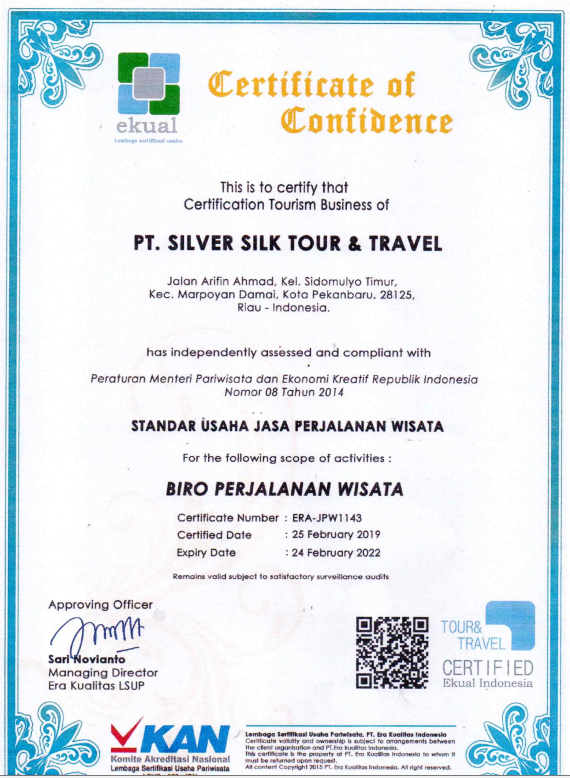 ekual
Lembaga sertifikasi usaha
Certificate of
Confidence
This is to certify that
Certification Tourism Business of
PT. SILVER SILK TOUR & TRAVEL
Jalan Arifin Ahmad, Kel. Sidomulyo Timur,
Kec. Marpoyan Damai, Kota Pekanbaru, 28125,
Riau - Indonesia.
has independently assessed and compliant with
Peraturan Menteri Pariwisata dan Ekonomi Kreatif Republik Indonesia
Nomor 08 Tahun 2014
STANDAR USAHA JASA PERJALANAN WISATA
For the following scope of activities :
BIRO PERJALANAN WISATA
Certificate Number : ERA-JPW1143
Certified Date : 25 February 2019
Expiry Date : 24 February 2022
Remains valid subject to satisfactory surveillance audits
Approving Officer
Sari Novianto
Managing Director
Era Kualitas LSUP
TOUR&
TRAVEL
CERTIFIED
Ekual Indonesia
KAN
Komite Akreditasi Nasional
Lembaga Sertifikasi Usaha Pariwisata
Lembaga Sertifikasi Usaha Pariwisata, PT. Era Kualitas Indonesia
Certificate validity and ownership is subject to arrangements between
the client organisation and PT.Era kualitas Indonesia.
This certificate is the property of PT. Era Kualitas Indonesia to whom it
must be returned upon request.
All content Copyright 2015 PT. Era Kualitas Indonesia. All right reserved.